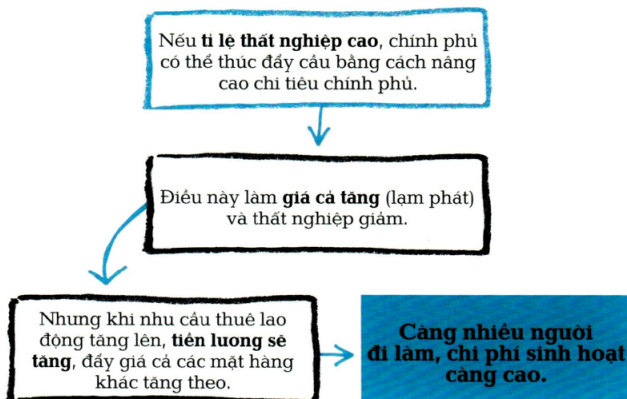 Nếu tỉ lệ thất nghiệp cao, chính phủ
có thể thúc đẩy cầu bằng cách nâng
cao chi tiêu chính phủ.
Điều này làm giá cả tăng (lạm phát)
và thất nghiệp giảm.
Nhưng khi nhu cầu thuê lao
động tăng lên, tiền lương sẽ
tăng, đẩy giá cả các mặt hàng
khác tăng theo.
Càng nhiều người
đi làm, chi phí sinh hoạt
càng cao.